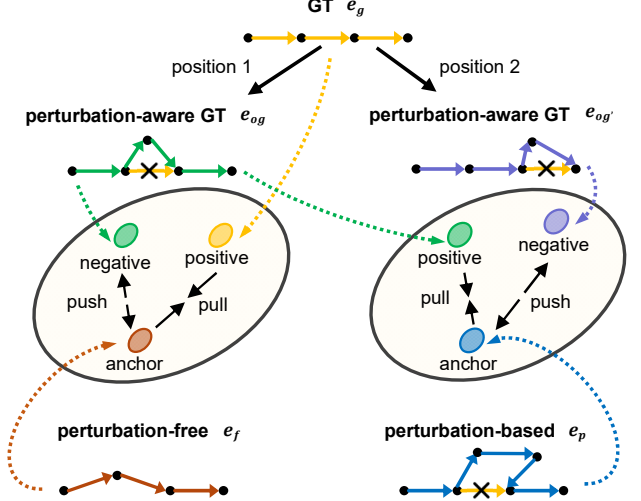 GT e_g
position 1
position 2
perturbation-aware GT e_og
perturbation-aware GT e_og'
negative
positive
push
pull
anchor
positive
negative
pull
push
anchor
perturbation-free e_f
perturbation-based e_p